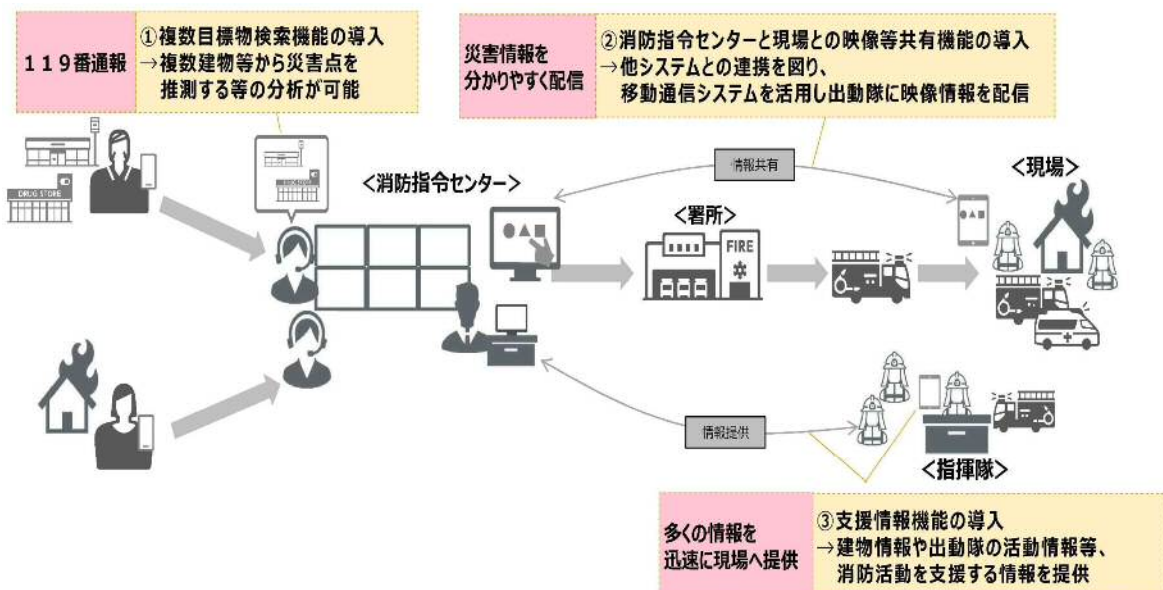 119番通報
①複数目標物検索機能の導入
→複数建物等から災害点を
推測する等の分析が可能
災害情報を
分かりやすく配信
②消防指令センターと現場との映像等共有機能の導入
→他システムとの連携を図り、
移動通信システムを活用し出動隊に映像情報を配信
情報共有
<現場>
<消防指令センター>
<署所>
DRUG STORE
DRUG STORE
FIRE
情報提供
<指揮隊>
多くの情報を
迅速に現場へ提供
③支援情報機能の導入
→建物情報や出動隊の活動情報等、
消防活動を支援する情報を提供